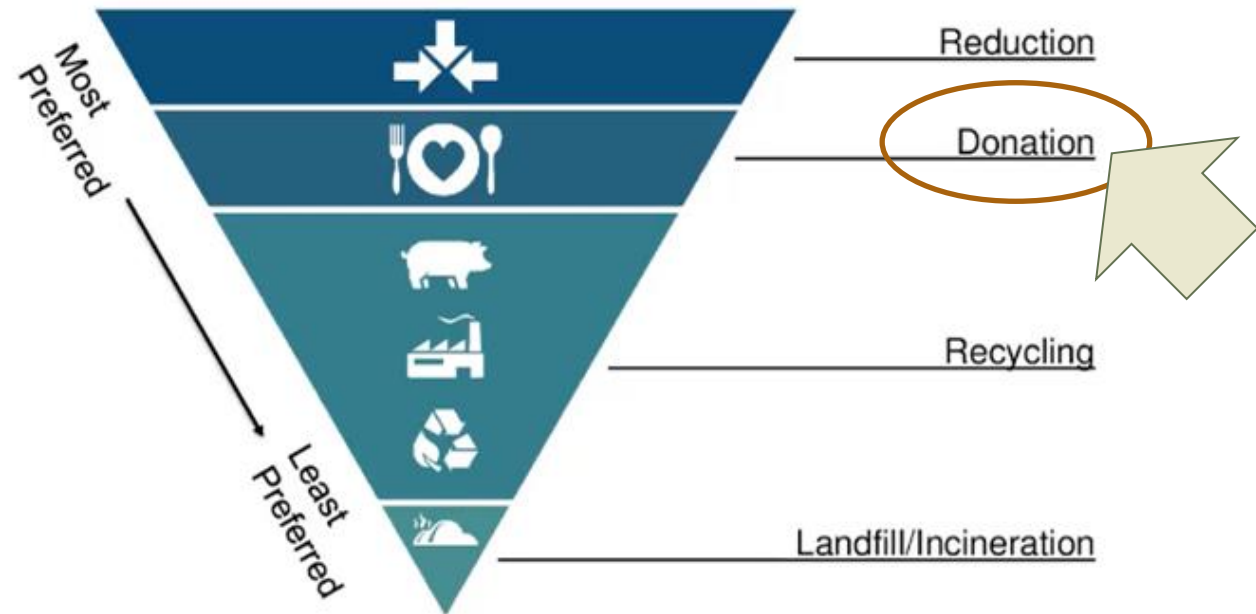 Most
Preferred
Reduction
Donation
Recycling
Least
Preferred
Landfill/Incineration